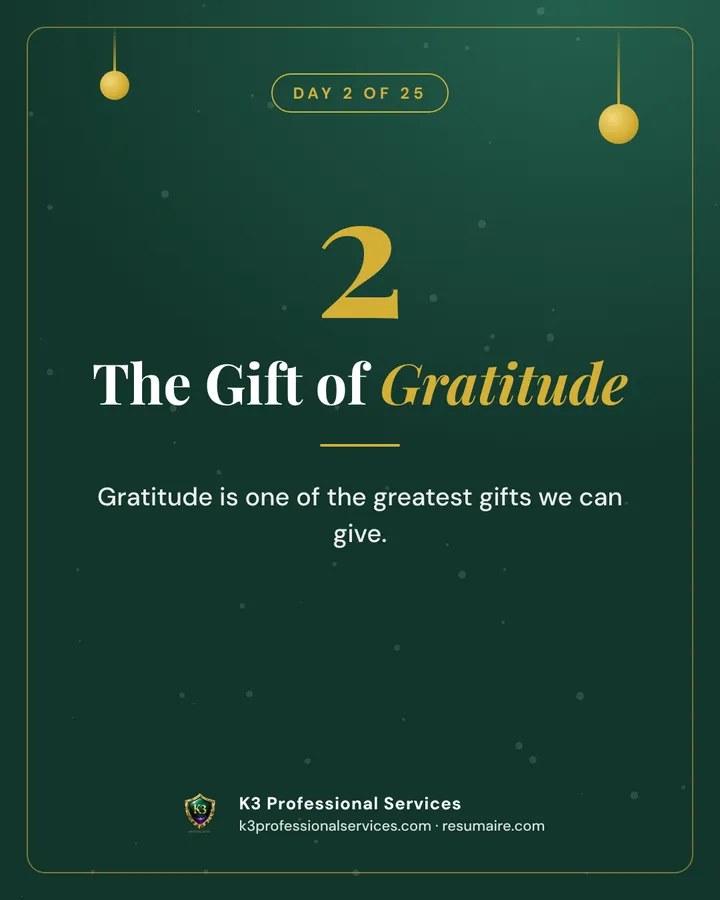 DAY 2 OF 25
2
The Gift of Gratitude
Gratitude is one of the greatest gifts we can
give.
K3
K3 Professional Services
k3professionalservices.com · resumaire.com